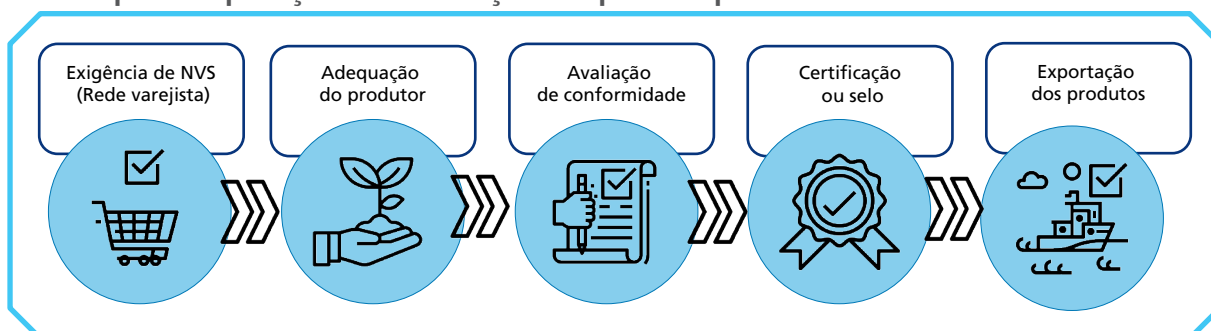 Exigência de NVS
(Rede varejista)
Adequação
do produtor
Avaliação
de conformidade
Certificação
ou selo
Exportação
dos produtos